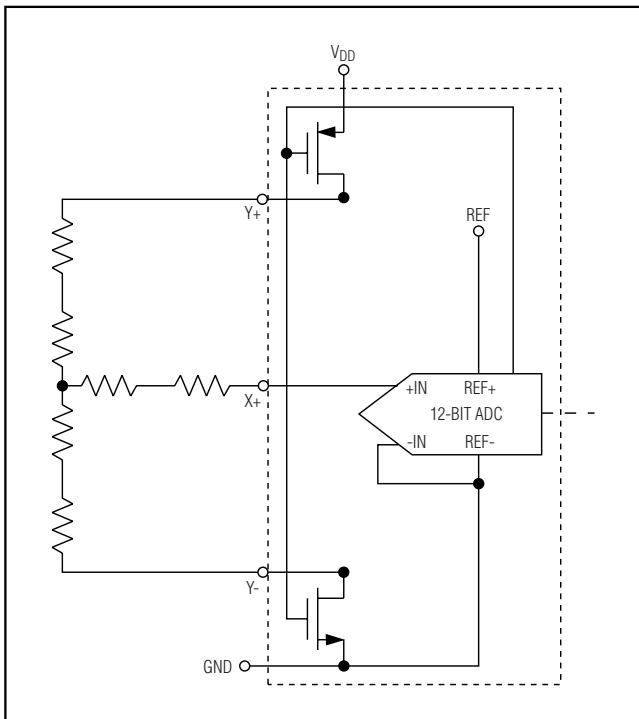 VDD
Y+
REF
X+
+IN
REF+
12-BIT ADC
-IN
REF-
Y-
GND